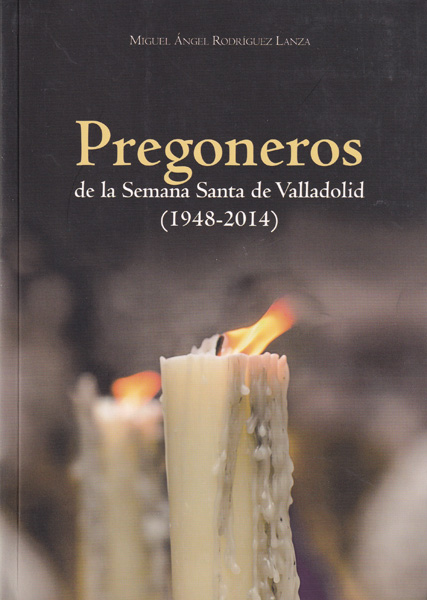 Miguel Ángel Rodríguez Lanza
Pregoneros
de la Semana Santa de Valladolid
(1948-2014)